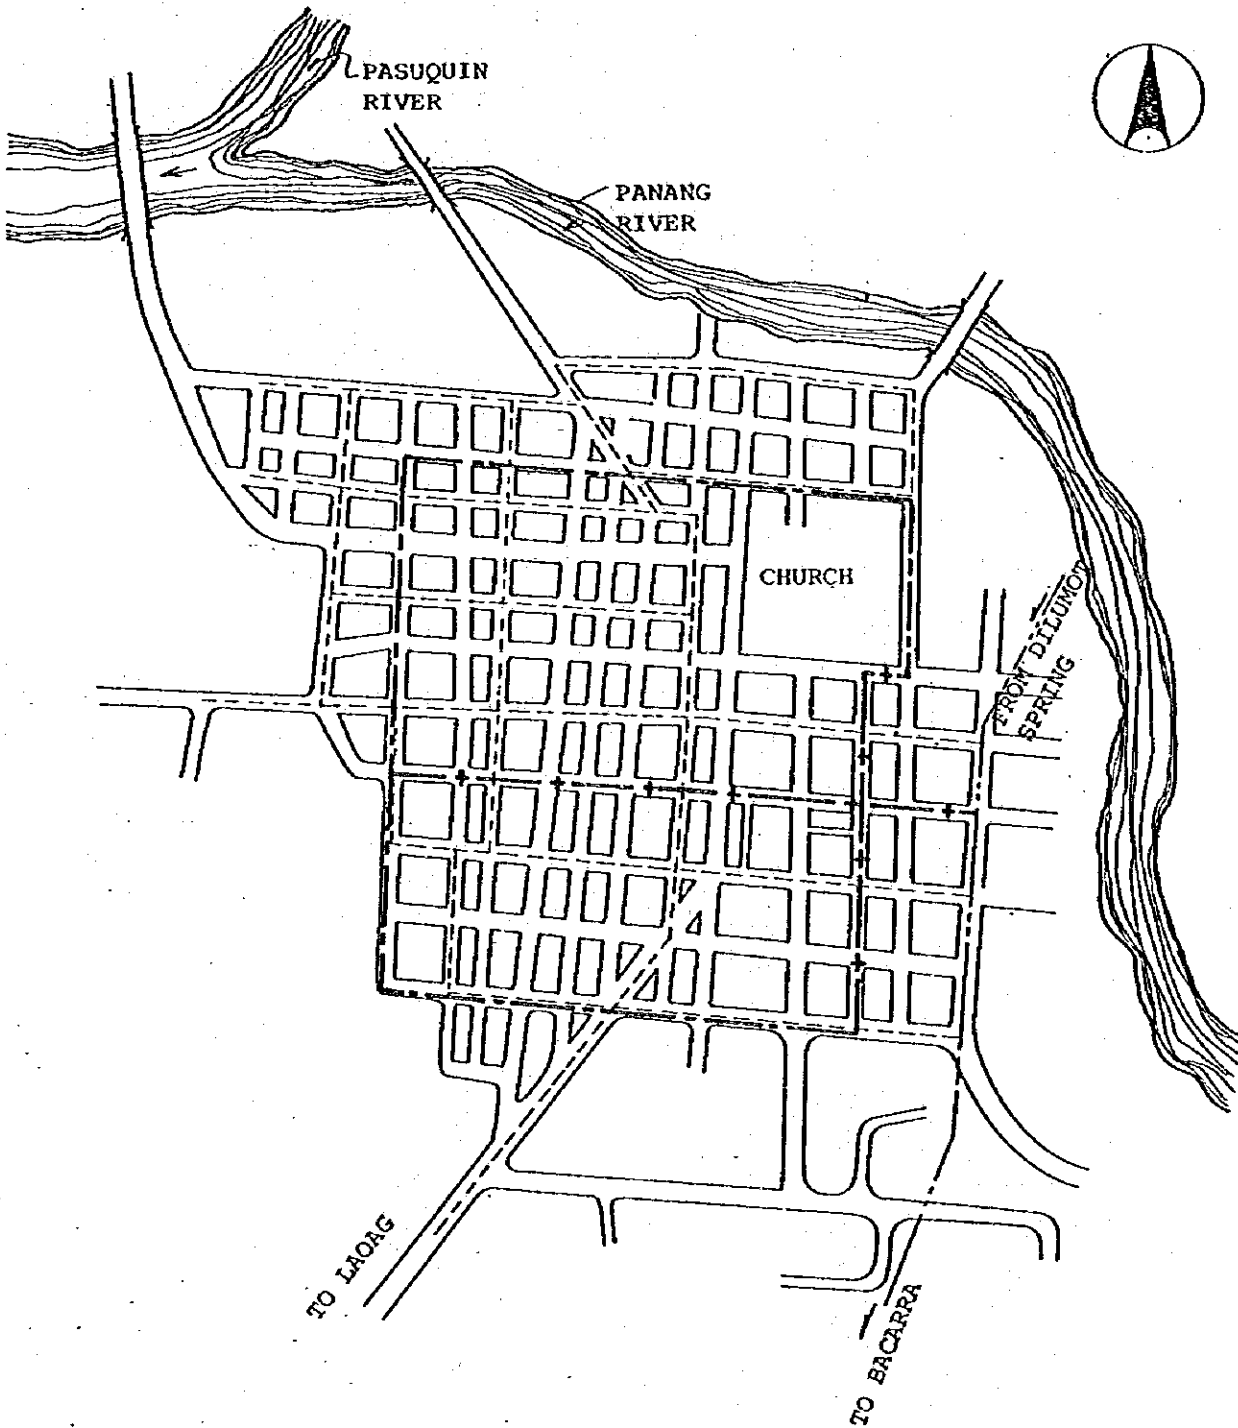 PASUQUIN
RIVER
PANANG
RIVER
CHURCH
FROM DILUMOT
SPRING
TO LAOAG
TO BACARRA